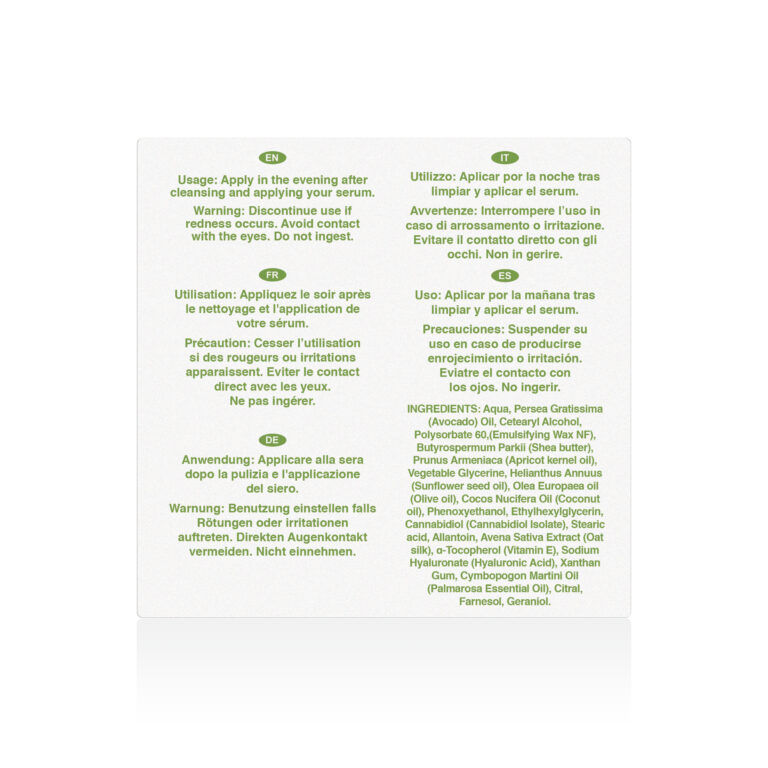 EN
Usage: Apply in the evening after
cleansing and applying your serum.
Warning: Discontinue use if
redness occurs. Avoid contact
with the eyes. Do not ingest.
FR
Utilisation: Appliquez le soir après
le nettoyage et l'application de
votre sérum.
Précaution: Cesser l'utilisation
si des rougeurs ou irritations
apparaissent. Eviter le contact
direct avec les yeux.
Ne pas ingérer.
DE
Anwendung: Applicare alla sera
dopo la pulizia e l'applicazione
del siero.
Warnung: Benutzung einstellen falls
Rötungen oder irritationen
auftreten. Direkten Augenkontakt
vermeiden. Nicht einnehmen.
IT
Utilizzo: Aplicar por la noche tras
limpiar y aplicar el serum.
Avvertenze: Interrompere l'uso in
caso di arrossamento o irritazione.
Evitare il contatto diretto con gli
occhi. Non in gerire.
ES
Uso: Aplicar por la mañana tras
limpiar y aplicar el serum.
Precauciones: Suspender su
uso en caso de producirse
enrojecimiento o irritación.
Eviatre el contacto con
los ojos. No ingerir.
INGREDIENTS: Aqua, Persea Gratissima
(Avocado) Oil, Cetearyl Alcohol,
Polysorbate 60,(Emulsifying Wax NF),
Butyrospermum Parkii (Shea butter),
Prunus Armeniaca (Apricot kernel oil),
Vegetable Glycerine, Helianthus Annuus
(Sunflower seed oil), Olea Europaea oil
(Olive oil), Cocos Nucifera Oil (Coconut
oil), Phenoxyethanol, Ethylhexylglycerin,
Cannabidiol (Cannabidiol Isolate), Stearic
acid, Allantoin, Avena Sativa Extract (Oat
silk), α-Tocopherol (Vitamin E), Sodium
Hyaluronate (Hyaluronic Acid), Xanthan
Gum, Cymbopogon Martini Oil
(Palmarosa Essential Oil), Citral,
Farnesol, Geraniol.